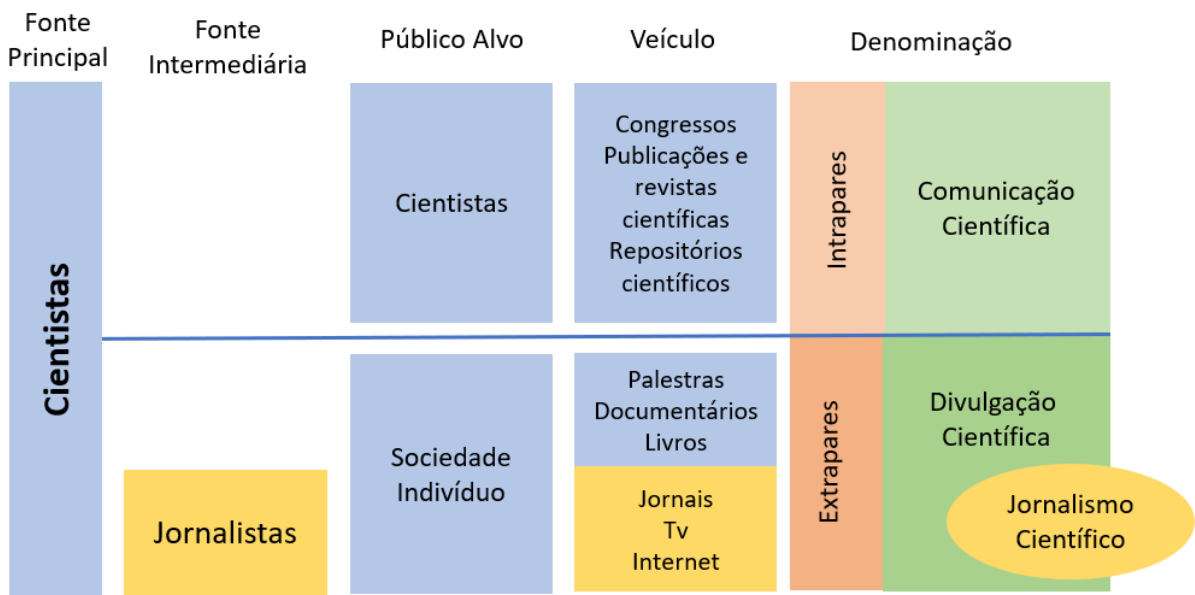 Fonte
Principal
Fonte
Intermediária
Público Alvo
Veículo
Denominação
Cientistas
Cientistas
Congressos
Publicações e
revistas
científicas
Repositórios
científicos
Intrapares
Comunicação
Científica
Jornalistas
Sociedade
Indivíduo
Palestras
Documentários
Livros
Jornais
Tv
Internet
Extrapares
Divulgação
Científica
Jornalismo
Científico